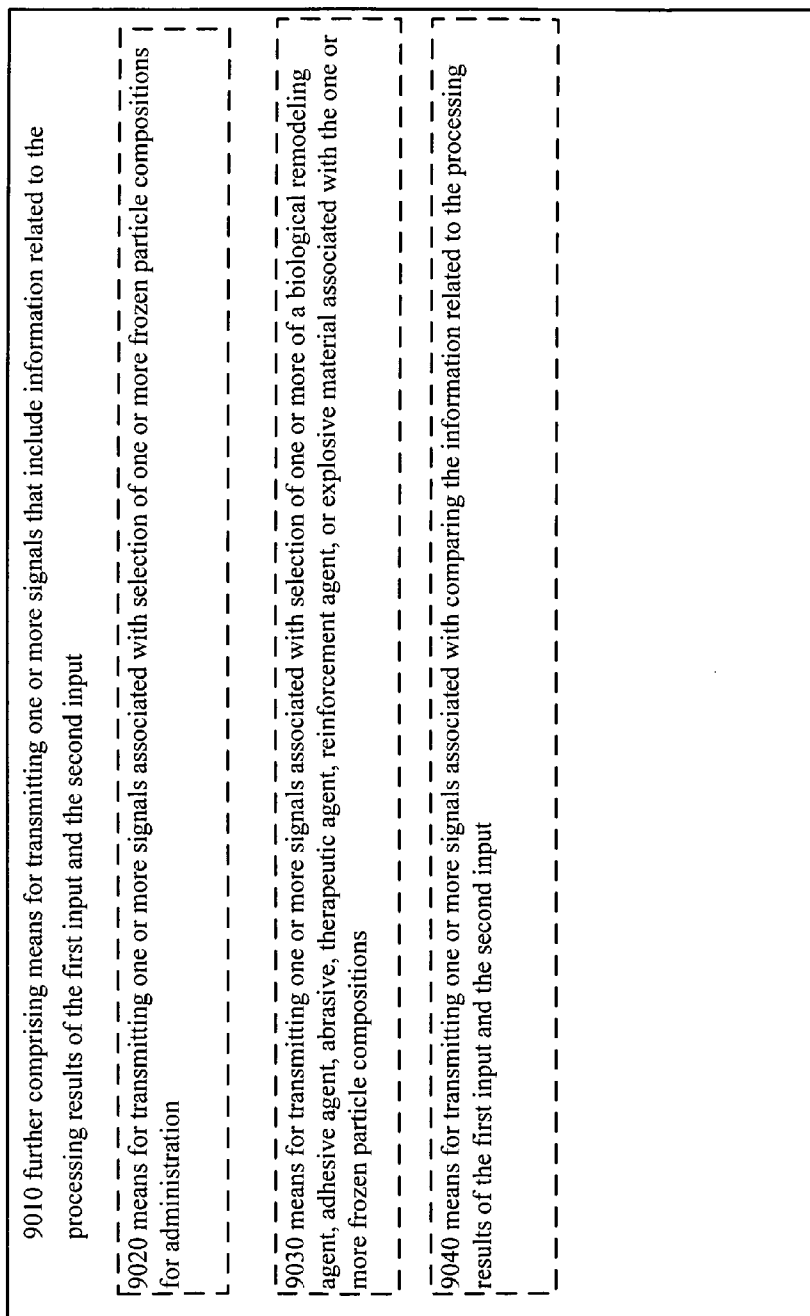 9010 further comprising means for transmitting one or more signals that include information related to the
processing results of the first input and the second input
9020 means for transmitting one or more signals associated with selection of one or more frozen particle compositions
for administration
9030 means for transmitting one or more signals associated with selection of one or more of a biological remodeling
agent, adhesive agent, abrasive, therapeutic agent, reinforcement agent, or explosive material associated with the one or
more frozen particle compositions
9040 means for transmitting one or more signals associated with comparing the information related to the processing
results of the first input and the second input